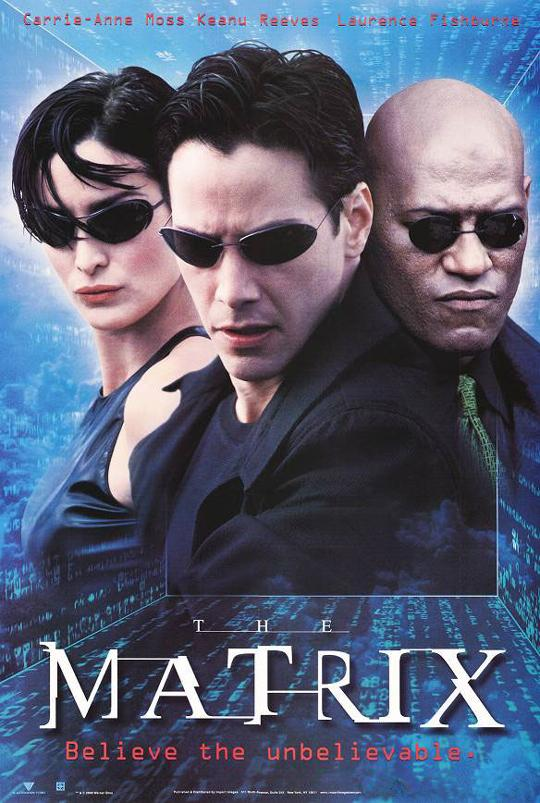 Carrie-Anne Moss Keanu Reeves Laurence Fishburne
THE
MATRIX
Believe the unbelievable.